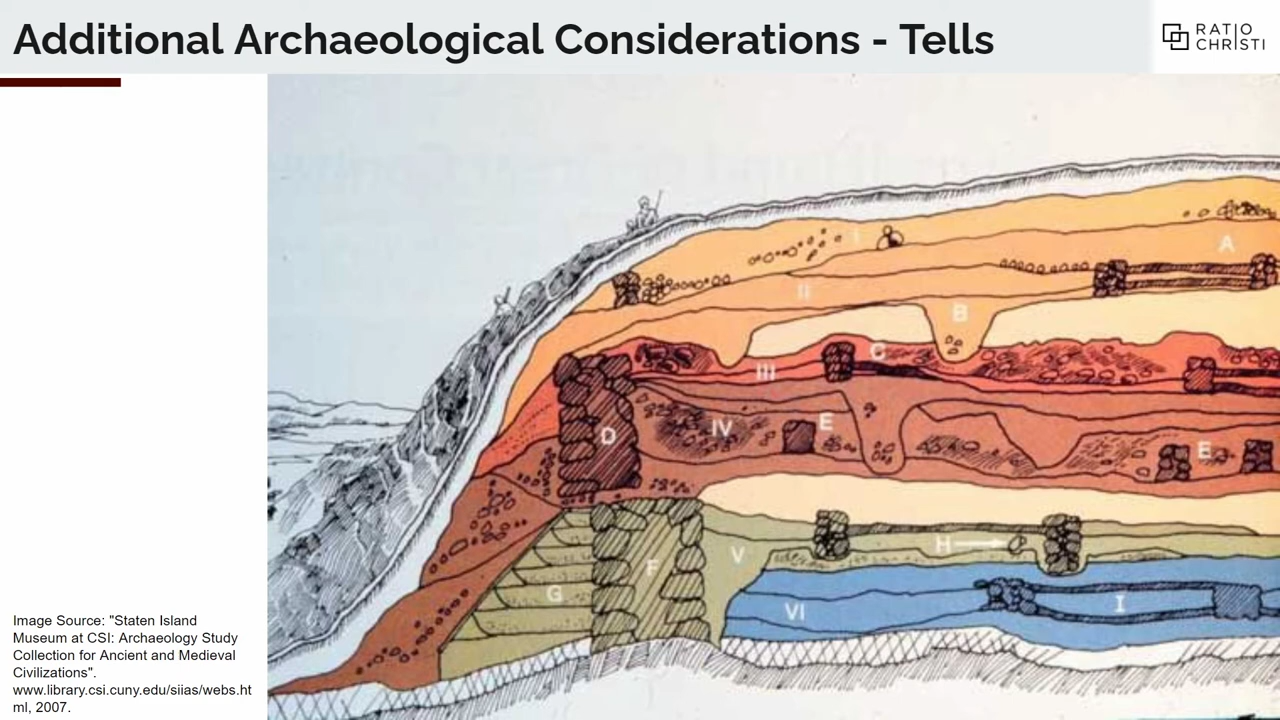 Additional Archaeological Considerations - Tells
RATIO
CHRISTI
I
A
II
B
C
III
D
IV
E
E
H
V
F
G
VI
I
Image Source: "Staten Island
Museum at CSI: Archaeology Study
Collection for Ancient and Medieval
Civilizations".
www.library.csi.cuny.edu/siias/webs.ht
ml, 2007.